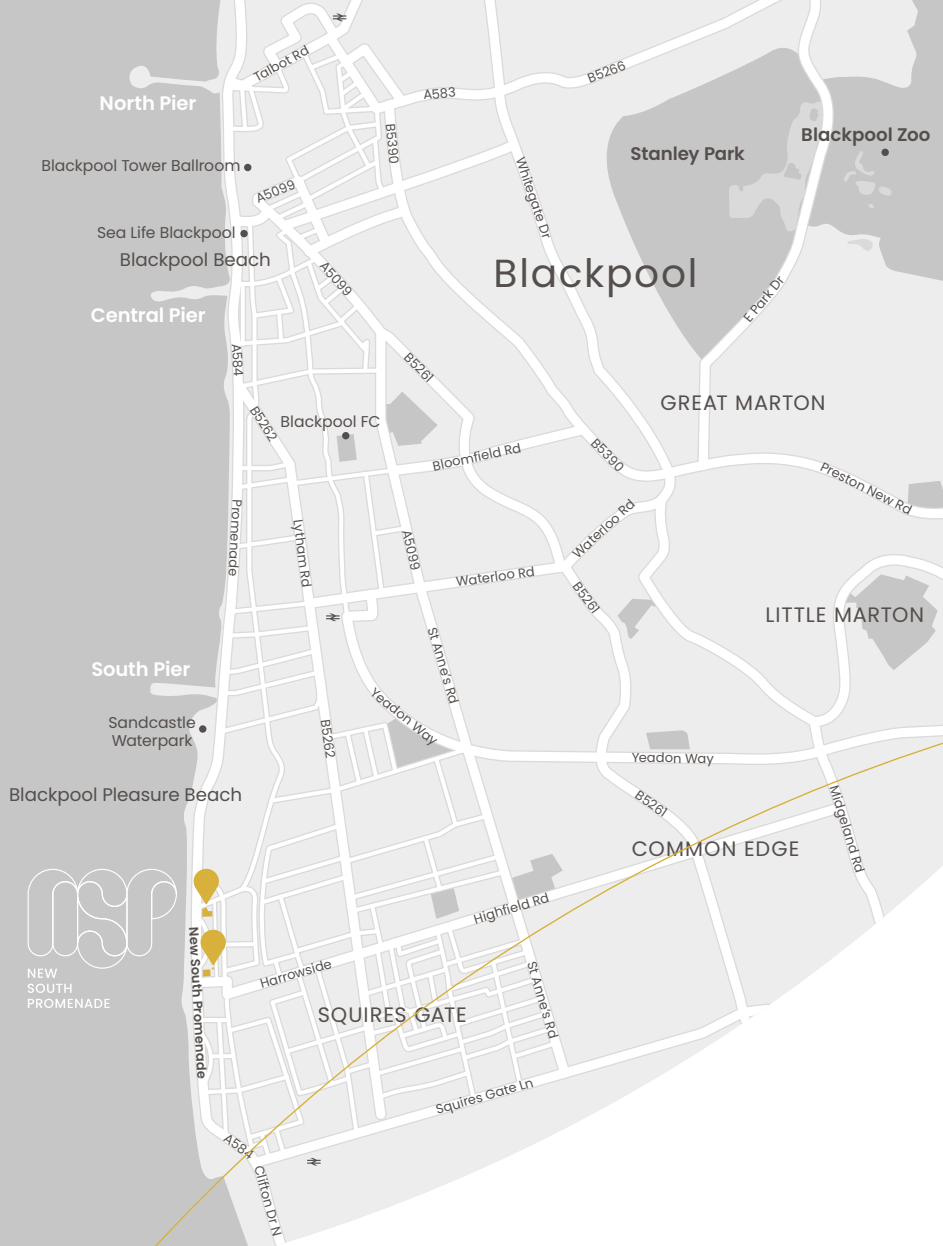 Talbot Rd
A583
B5266
North Pier
B5390
Blackpool Zoo
Stanley Park
Blackpool Tower Ballroom
A5099
Whitegate Dr
Sea Life Blackpool
Blackpool Beach
A5099
Blackpool
Central Pier
E Park Dr
A584
B5261
GREAT MARTON
B5262
Blackpool FC
Bloomfield Rd
B5390
Preston New Rd
Promenade
Lytham Rd
A5099
Waterloo Rd
Waterloo Rd
B5261
LITTLE MARTON
St Anne's Rd
South Pier
Sandcastle
Waterpark
B5262
Yeadon Way
Yeadon Way
Blackpool Pleasure Beach
B5261
Midgeland Rd
COMMON EDGE
NSP
NEW
SOUTH
PROMENADE
Highfield Rd
New South Promenade
Harrowside
St Anne's Rd
SQUIRES GATE
Squires Gate Ln
A584
Clifton Dr N